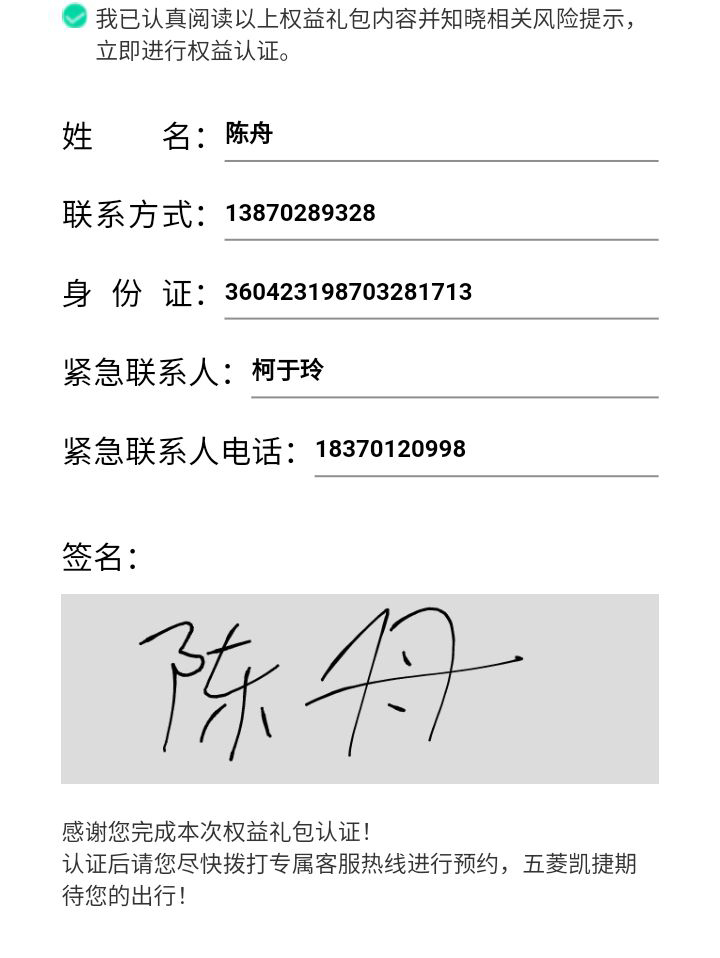 我已认真阅读以上权益礼包内容并知晓相关风险提示，
立即进行权益认证。
姓 名：陈舟
联系方式：13870289328
身 份 证：360423198703281713
紧急联系人：柯于玲
紧急联系人电话：18370120998
签名：
陈舟
感谢您完成本次权益礼包认证！
认证后请您尽快拨打专属客服热线进行预约，五菱凯捷期
待您的出行！